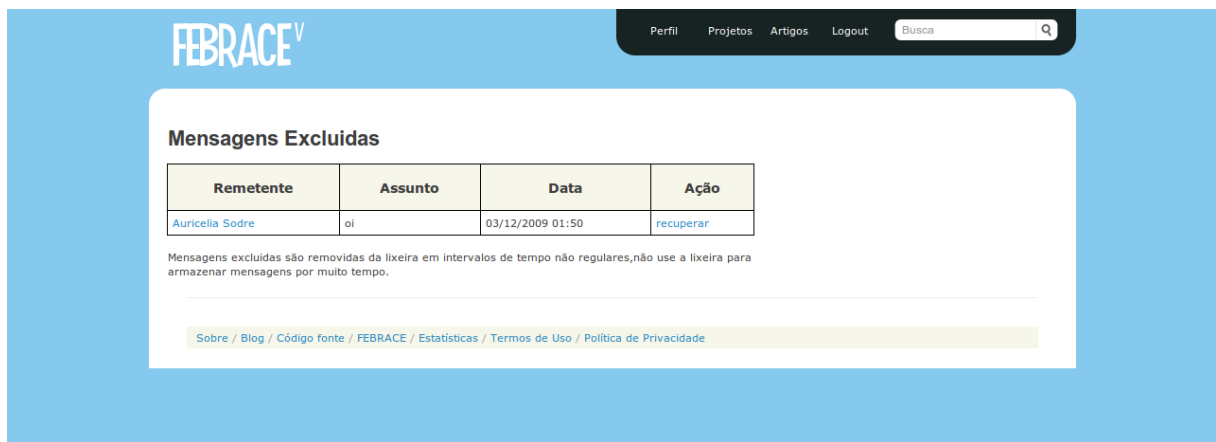 FEBRACE V
Perfil Projetos Artigos Logout Busca
Mensagens Excluidas
Remetente Assunto Data Ação
Auricelia Sodre oi 03/12/2009 01:50 recuperar
Mensagens excluidas são removidas da lixeira em intervalos de tempo não regulares,não use a lixeira para
armazenar mensagens por muito tempo.
Sobre / Blog / Código fonte / FEBRACE / Estatísticas / Termos de Uso / Política de Privacidade